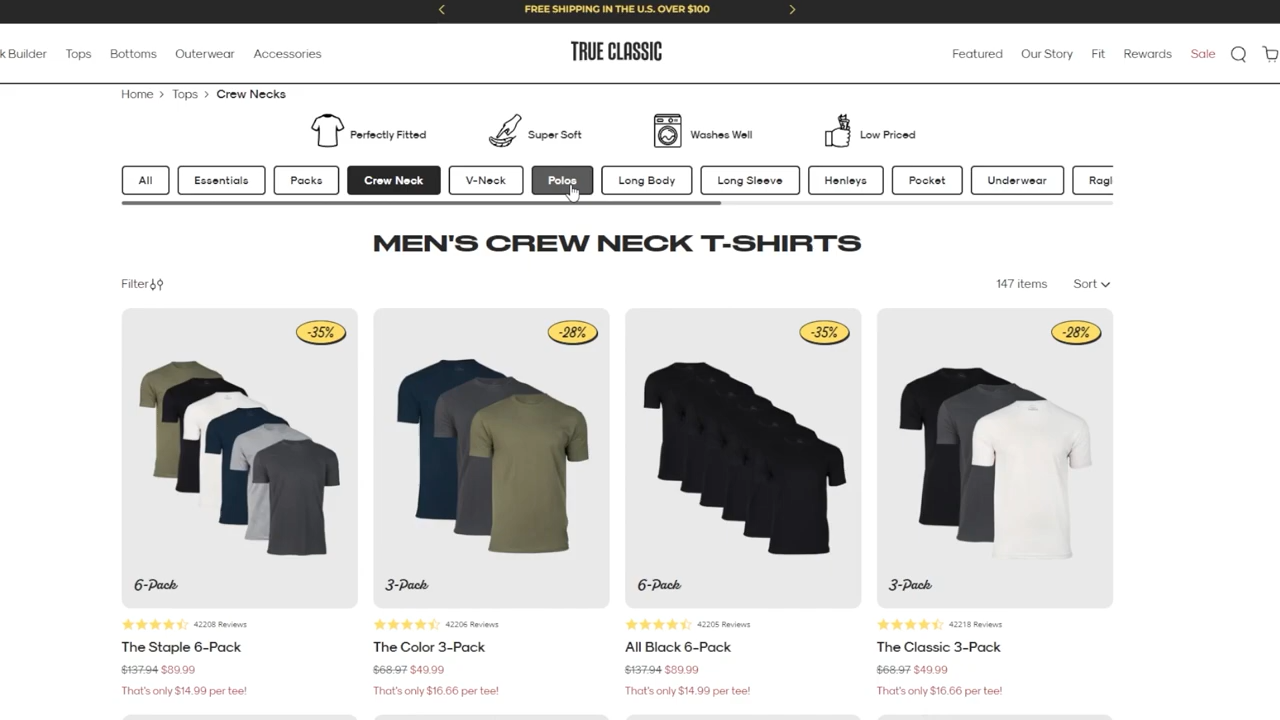 FREE SHIPPING IN THE U.S. OVER $100
k Builder Tops Bottoms Outerwear Accessories TRUE CLASSIC Featured Our Story Fit Rewards Sale
Home > Tops > Crew Necks
Perfectly Fitted Super Soft Washes Well Low Priced
All Essentials Packs Crew Neck V-Neck Polos Long Body Long Sleeve Henleys Pocket Underwear Ragl
MEN'S CREW NECK T-SHIRTS
Filter 147 items Sort
-35% -28% -35% -28%
6-Pack 3-Pack 6-Pack 3-Pack
42208 Reviews 42206 Reviews 42205 Reviews 42218 Reviews
The Staple 6-Pack The Color 3-Pack All Black 6-Pack The Classic 3-Pack
$137.94 $89.99 $68.97 $49.99 $137.94 $89.99 $68.97 $49.99
That's only $14.99 per tee! That's only $16.66 per tee! That's only $14.99 per tee! That's only $16.66 per tee!